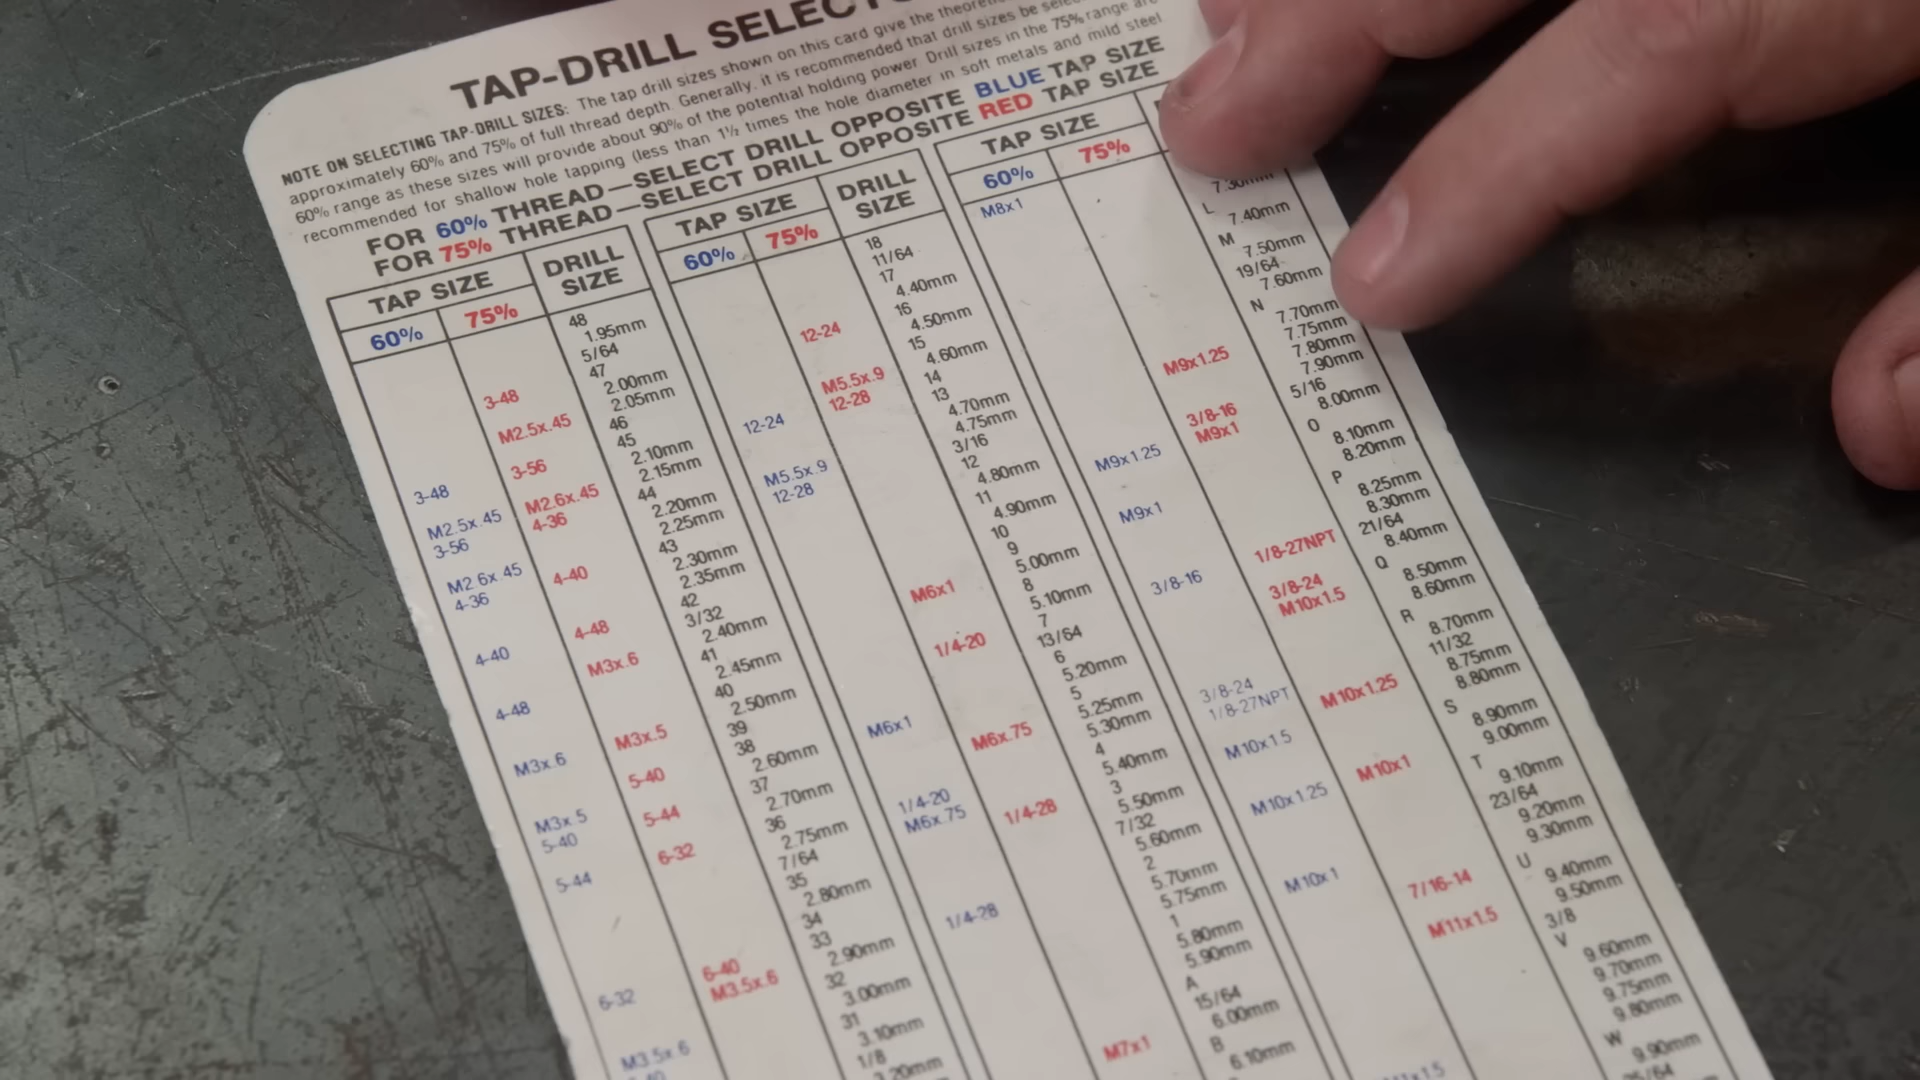 TAP-DRILL SELECTO
NOTE ON SELECTING TAP-DRILL SIZES: The tap drill sizes shown on this card give the theore
approximately 60% and 75% of full thread depth. Generally, it is recommended that drill sizes be sele
60% range as these sizes will provide about 90% of the potential holding power. Drill sizes in the 75% range are
recommended for shallow hole tapping (less than 1½ times the hole diameter in soft metals and mild steel
FOR 60% THREAD—SELECT DRILL OPPOSITE BLUE TAP SIZE
FOR 75% THREAD—SELECT DRILL OPPOSITE RED TAP SIZE
TAP SIZE
60%
3-48
M2.5x.45
3-56
M2.6x.45
4-36
4-40
4-48
M3x.6
M3x.5
5-40
5-44
6-32
M3.5x.6
75%
3-48
M2.5x.45
3-56
M2.6x.45
4-36
4-40
4-48
M3x.6
M3x.5
5-40
5-44
6-32
6-40
M3.5x.6
DRILL
SIZE
48
1.95mm
5/64
47
2.00mm
2.05mm
46
45
2.10mm
2.15mm
44
2.20mm
2.25mm
43
2.30mm
2.35mm
42
3/32
2.40mm
41
2.45mm
40
2.50mm
39
38
2.60mm
37
2.70mm
36
2.75mm
7/64
35
2.80mm
34
33
2.90mm
32
3.00mm
31
3.10mm
1/8
3.20mm
TAP SIZE
60%
12-24
M5.5x.9
12-28
M6x1
1/4-20
M6x.75
1/4-28
75%
12-24
M5.5x.9
12-28
M6x1
1/4-20
M6x.75
1/4-28
M7x1
DRILL
SIZE
18
11/64
17
4.40mm
16
4.50mm
15
4.60mm
14
13
4.70mm
4.75mm
3/16
12
4.80mm
11
4.90mm
10
9
5.00mm
8
5.10mm
7
13/64
6
5.20mm
5
5.25mm
5.30mm
4
5.40mm
3
5.50mm
7/32
5.60mm
2
5.70mm
5.75mm
1
5.80mm
5.90mm
A
15/64
6.00mm
B
6.10mm
TAP SIZE
60%
M8x1
M9x1.25
M9x1
3/8-16
3/8-24
1/8-27NPT
M10x1.5
M10x1.25
M10x1
75%
M9x1.25
3/8-16
M9x1
1/8-27NPT
3/8-24
M10x1.5
M10x1.25
M10x1
7/16-14
M11x1.5
7.30mm
L
7.40mm
M
7.50mm
19/64
7.60mm
N
7.70mm
7.75mm
7.80mm
7.90mm
5/16
8.00mm
O
8.10mm
8.20mm
P
8.25mm
8.30mm
21/64
8.40mm
Q
8.50mm
8.60mm
R
8.70mm
11/32
8.75mm
8.80mm
S
8.90mm
9.00mm
T
9.10mm
23/64
9.20mm
9.30mm
U
9.40mm
9.50mm
3/8
V
9.60mm
9.70mm
9.75mm
9.80mm
W
9.90mm